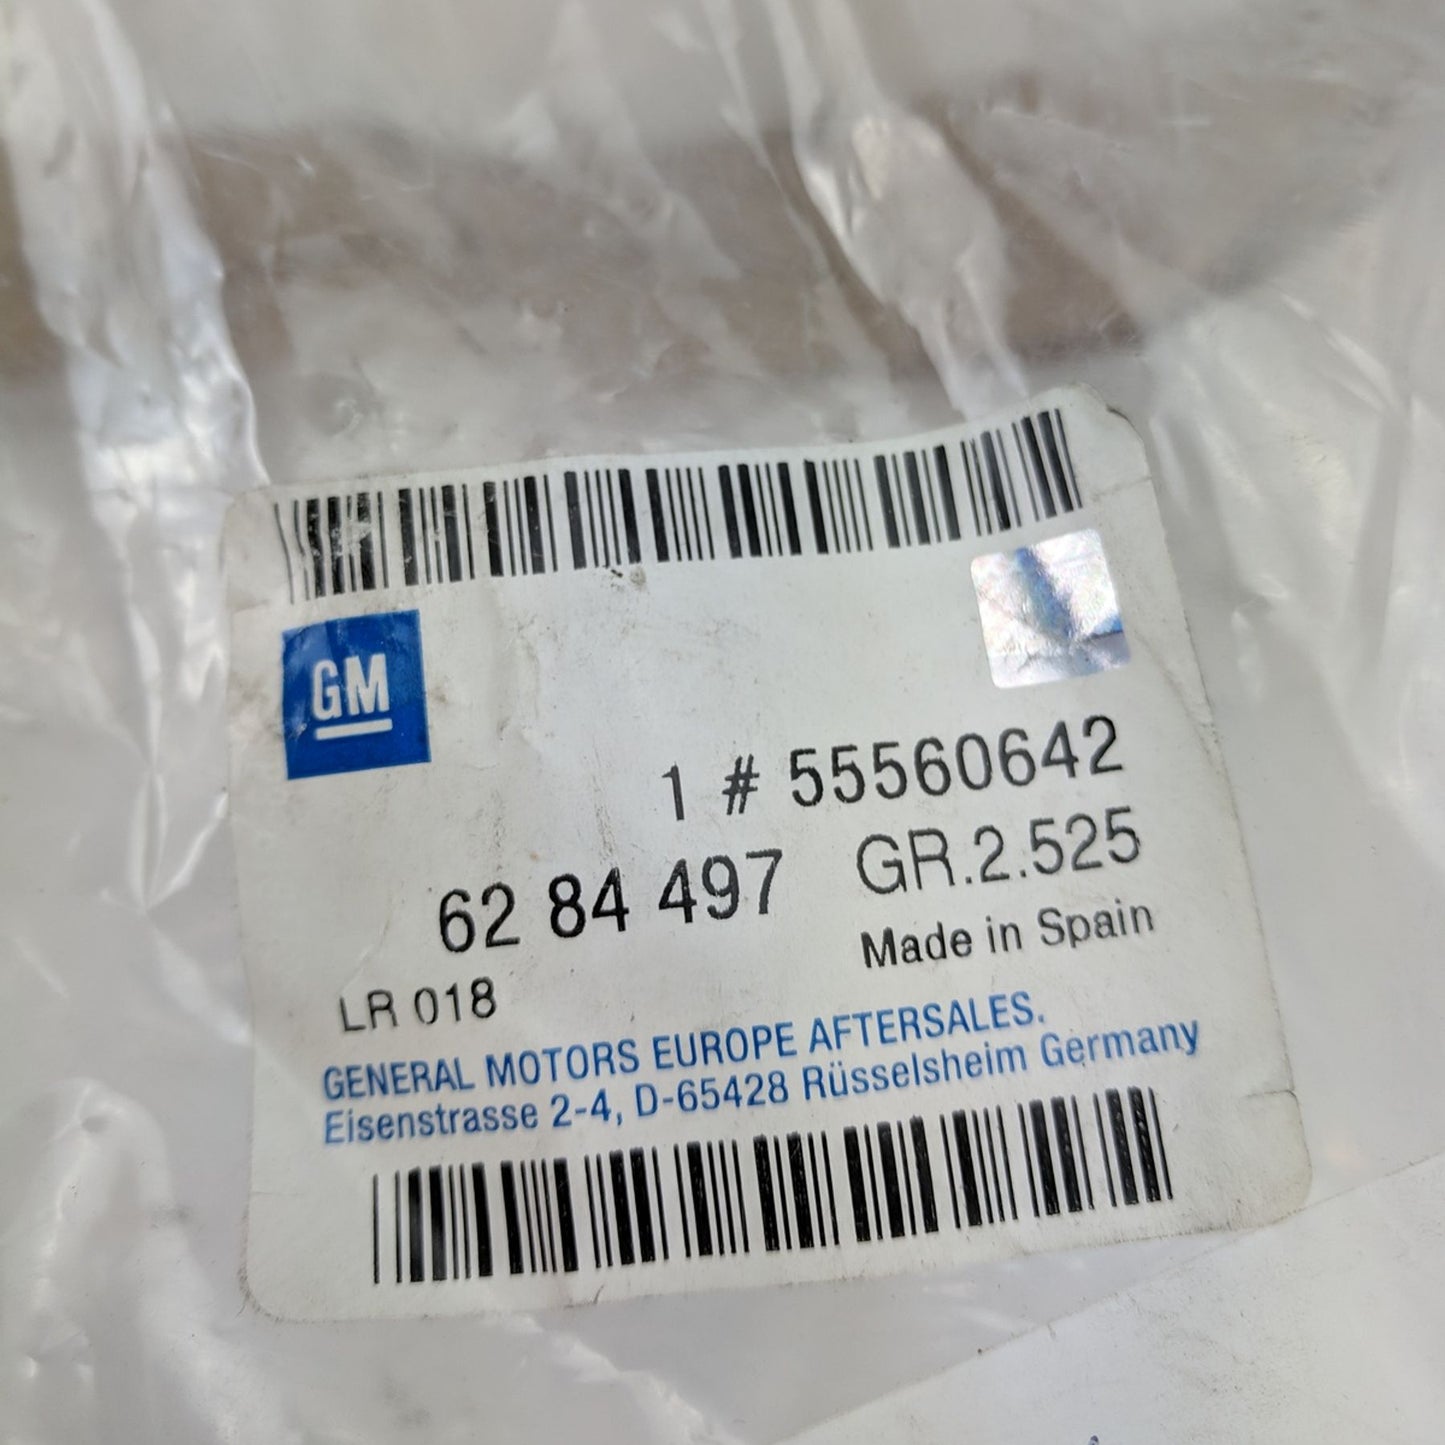 GM
1 # 55560642
62 84 497 GR.2.525
Made in Spain
LR 018
GENERAL MOTORS EUROPE AFTERSALES.
Eisenstrasse 2-4, D-65428 Rüsselsheim Germany